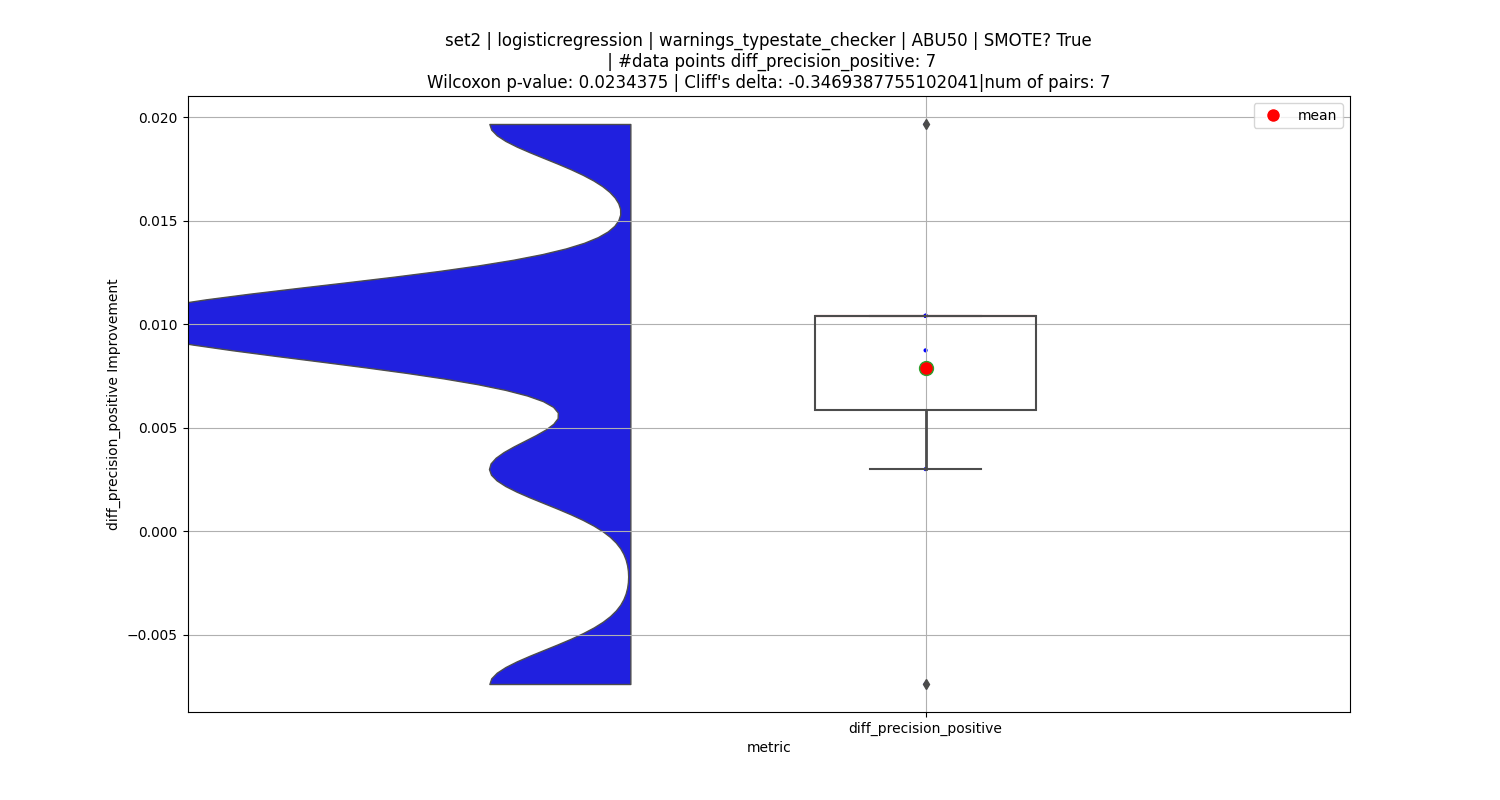 set2 | logisticregression | warnings_typestate_checker | ABU50 | SMOTE? True
| #data points diff_precision_positive: 7
Wilcoxon p-value: 0.0234375 | Cliff's delta: -0.3469387755102041|num of pairs: 7
mean
0.020
0.015
0.010
0.005
0.000
−0.005
diff_precision_positive Improvement
diff_precision_positive
metric